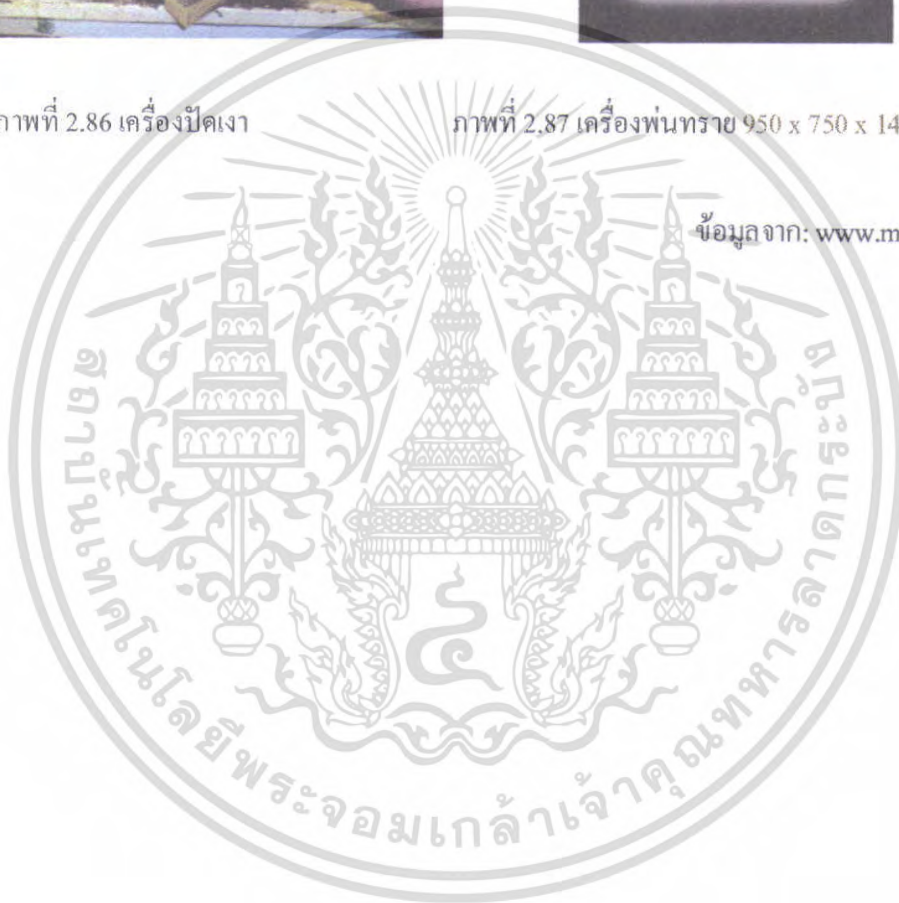 ภาพที่ 2.86 เครื่องปัดเงา
ภาพที่ 2.87 เครื่องพ่นทราย 950 x 750 x 14
ข้อมูลจาก: www.m
สถาบันเทคโนโลยีพระจอมเกล้าเจ้าคุณทหารลาดกระบัง